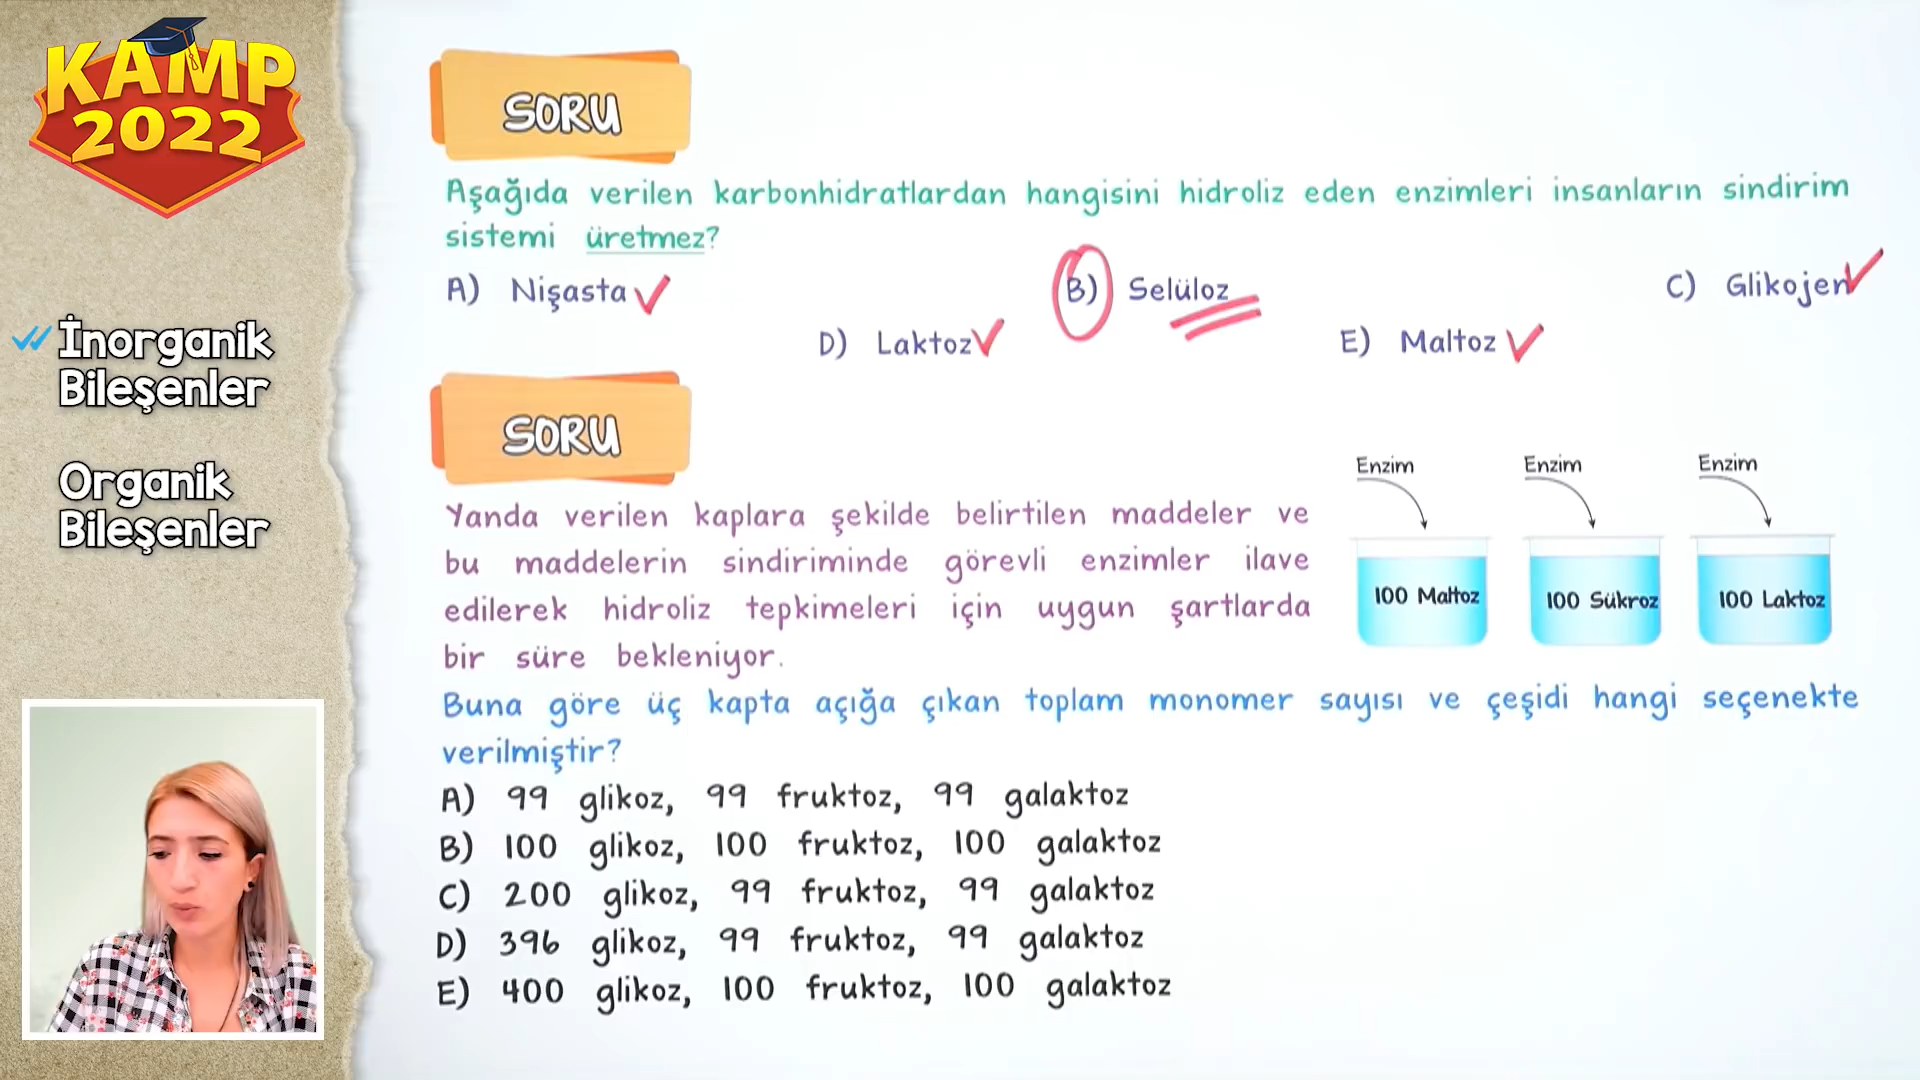 KAMP
2022
İnorganik
Bileşenler
Organik
Bileşenler
SORU
Aşağıda verilen karbonhidratlardan hangisini hidroliz eden enzimleri insanların sindirim
sistemi üretmez?
A) Nişasta
B) Selüloz
C) Glikojen
D) Laktoz
E) Maltoz
SORU
Yanda verilen kaplara şekilde belirtilen maddeler ve
bu maddelerin sindiriminde görevli enzimler ilave
edilerek hidroliz tepkimeleri için uygun şartlarda
bir süre bekleniyor.
Enzim
Enzim
Enzim
100 Maltoz
100 Sükroz
100 Laktoz
Buna göre üç kapta açığa çıkan toplam monomer sayısı ve çeşidi hangi seçenekte
verilmiştir?
A) 99 glikoz, 99 fruktoz, 99 galaktoz
B) 100 glikoz, 100 fruktoz, 100 galaktoz
C) 200 glikoz, 99 fruktoz, 99 galaktoz
D) 396 glikoz, 99 fruktoz, 99 galaktoz
E) 400 glikoz, 100 fruktoz, 100 galaktoz